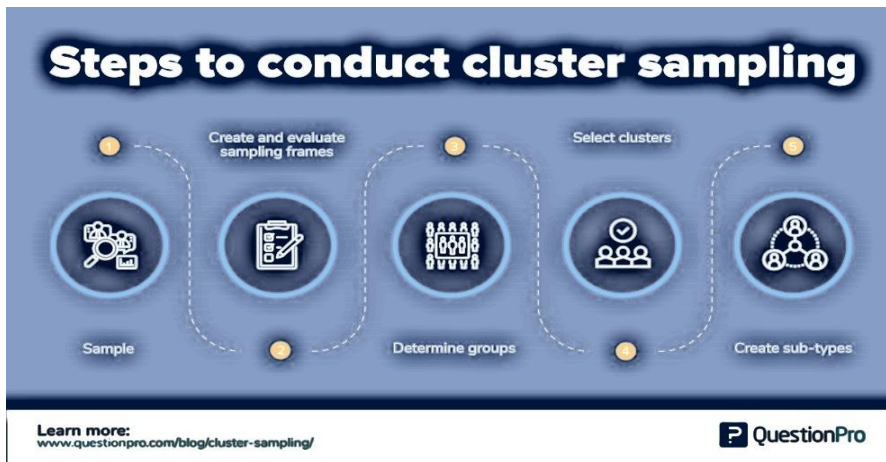 Steps to conduct cluster sampling
1
Create and evaluate
sampling frames
3
Select clusters
5
Sample
2
Determine groups
4
Create sub-types
Learn more:
www.questionpro.com/blog/cluster-sampling/
QuestionPro